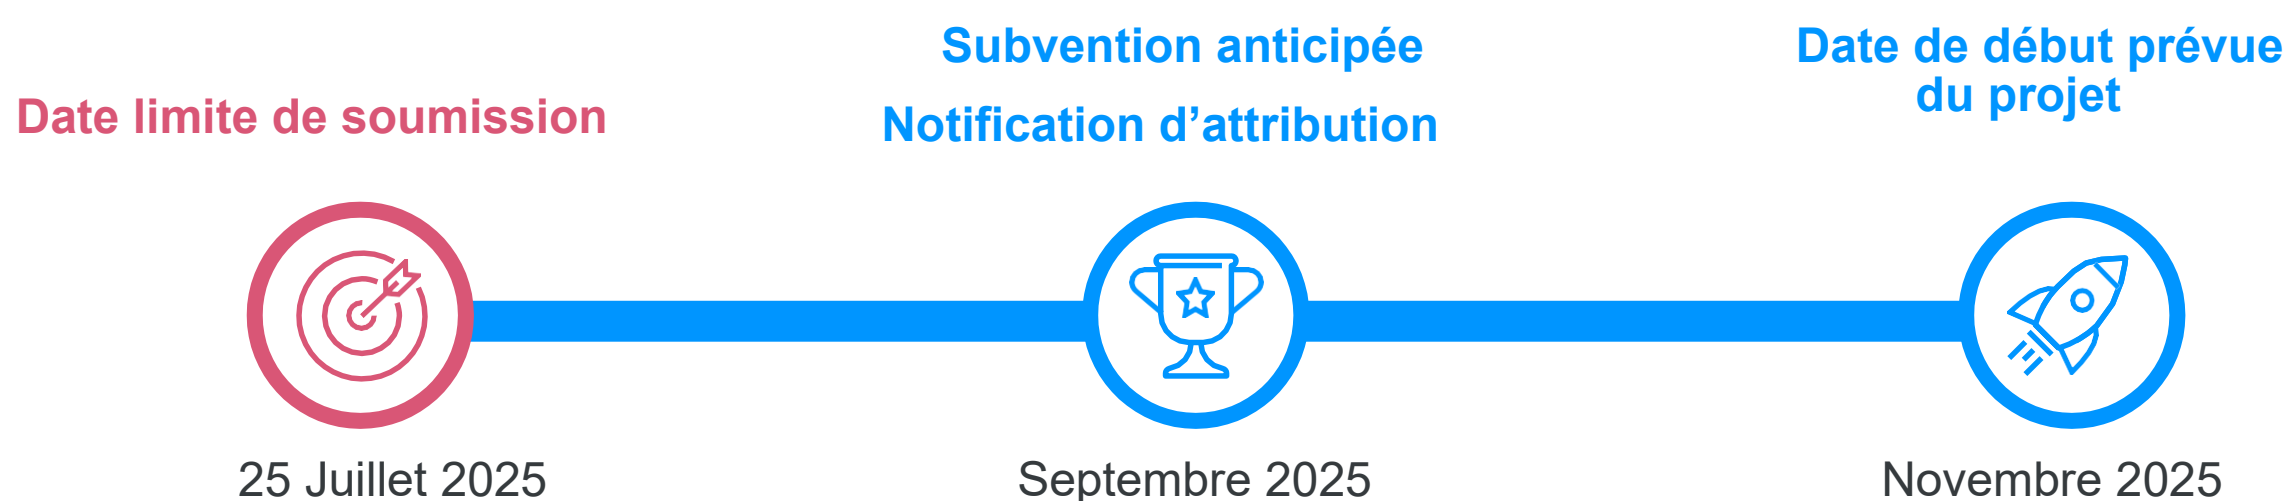 Date limite de soumission
Subvention anticipée
Notification d’attribution
Date de début prévue
du projet
25 Juillet 2025
Septembre 2025
Novembre 2025